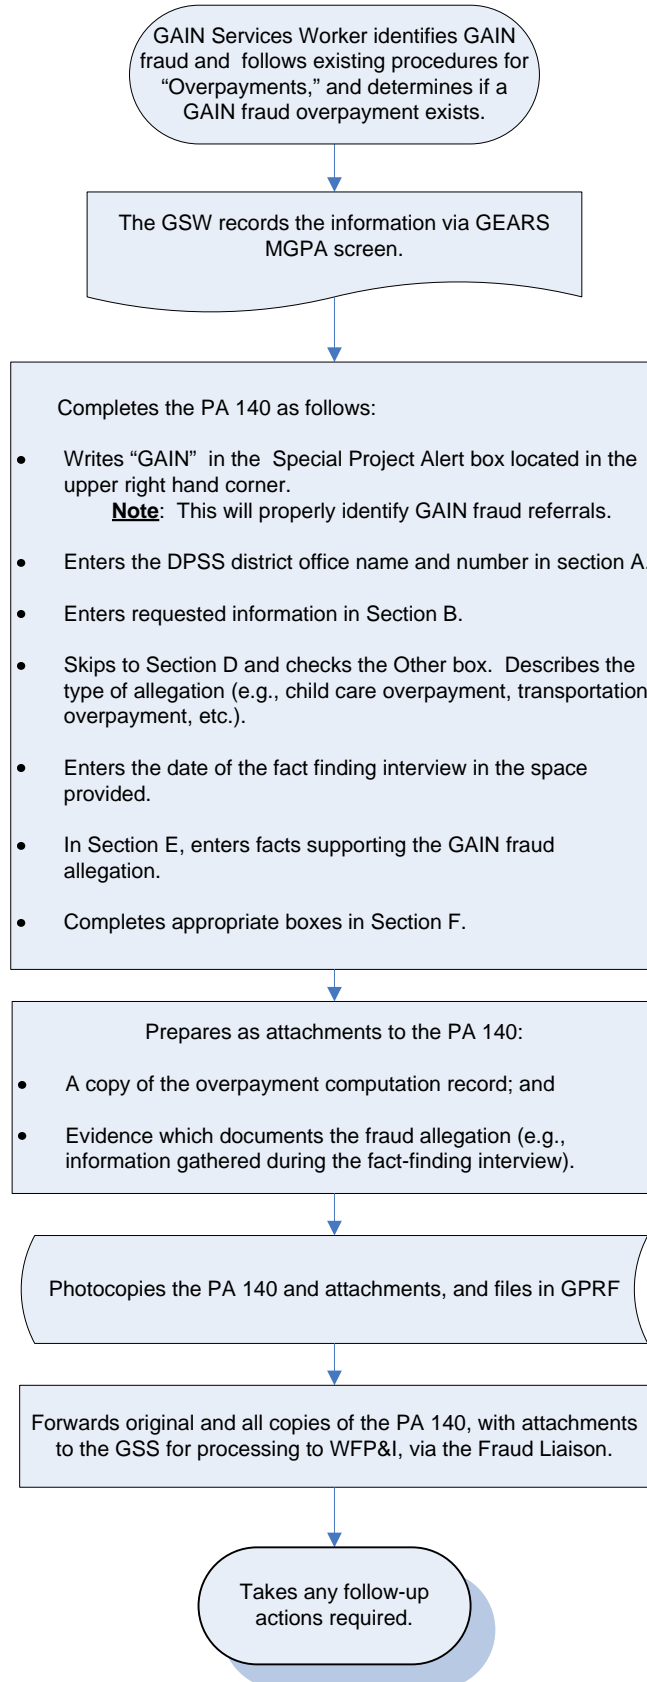 GAIN Services Worker identifies GAIN
fraud and follows existing procedures for
“Overpayments,” and determines if a
GAIN fraud overpayment exists.
The GSW records the information via GEARS
MGPA screen.
Completes the PA 140 as follows:
• Writes “GAIN” in the Special Project Alert box located in the
upper right hand corner.
Note: This will properly identify GAIN fraud referrals.
• Enters the DPSS district office name and number in section A.
• Enters requested information in Section B.
• Skips to Section D and checks the Other box. Describes the
type of allegation (e.g., child care overpayment, transportation
overpayment, etc.).
• Enters the date of the fact finding interview in the space
provided.
• In Section E, enters facts supporting the GAIN fraud
allegation.
• Completes appropriate boxes in Section F.
Prepares as attachments to the PA 140:
• A copy of the overpayment computation record; and
• Evidence which documents the fraud allegation (e.g.,
information gathered during the fact-finding interview).
Photocopies the PA 140 and attachments, and files in GPRF
Forwards original and all copies of the PA 140, with attachments
to the GSS for processing to WFP&I, via the Fraud Liaison.
Takes any follow-up
actions required.